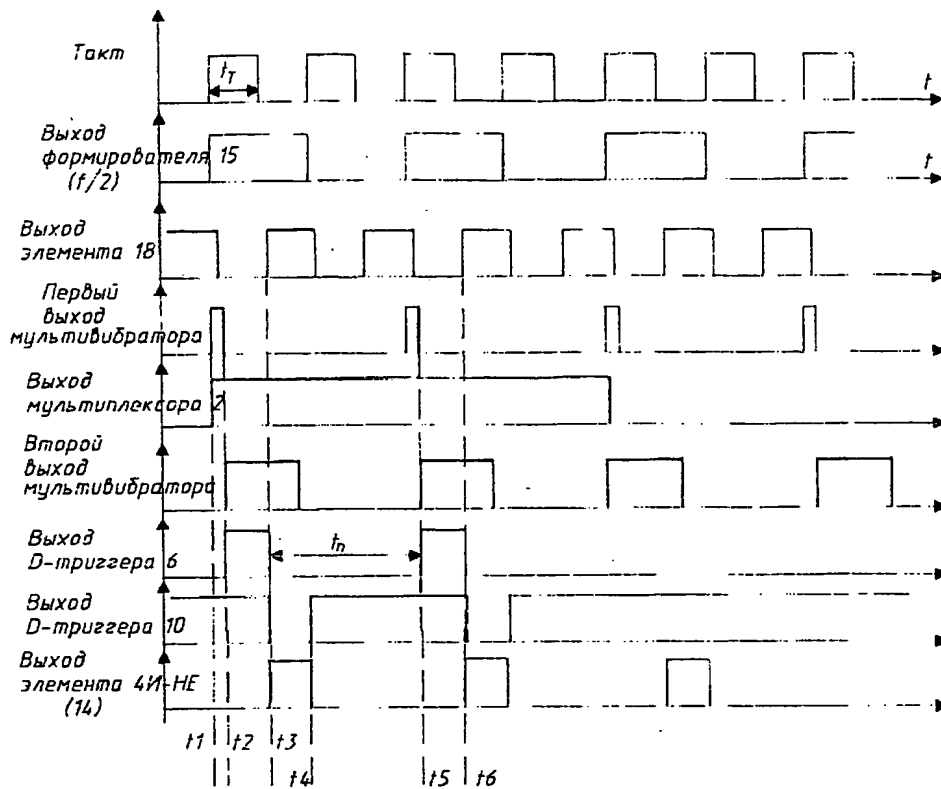 Такт
t_T
t
Выход
формирователя 15
(f/2)
t
Выход
элемента 18
Первый
выход
мультивибратора
Выход
мультиплексора 2
Второй
выход
мультивибратора
Выход
D-триггера 6
t_п
Выход
D-триггера 10
Выход
элемента 4И-НЕ
(14)
t1 t2 t3
t4 t5 t6